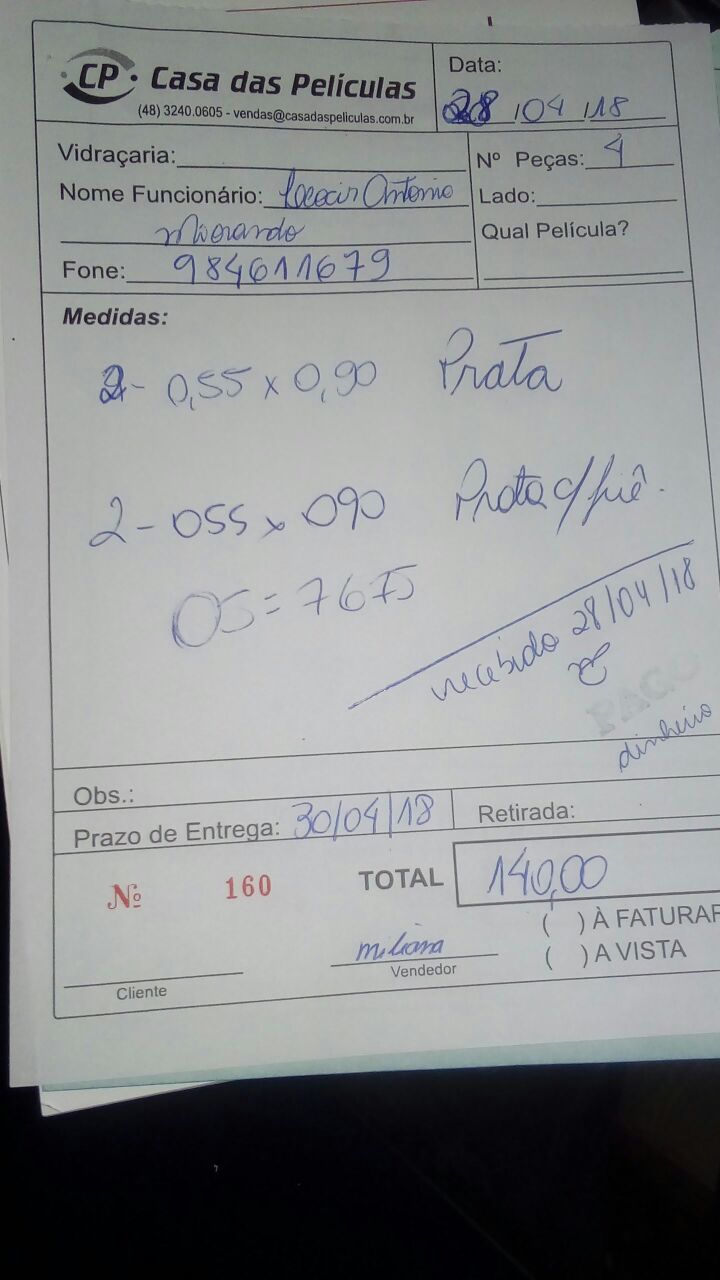 CP Casa das Películas
(48) 3240.0605 - vendas@casadaspeliculas.com.br
Data:
28/04/18
Vidraçaria:
Nº Peças: 4
Nome Funcionário: Antonio
Lado:
Qual Película?
Fone: 984611679
Medidas:
2- 0,55 x 0,90 Prata
2- 055 x 090 Prata c/
OS = 7675
recebido 28/04/18
PAGO
dinheiro
Obs.:
Prazo de Entrega: 30/04/18
Retirada:
Nº 160
TOTAL 140,00
( ) À FATURAR
( ) A VISTA
Vendedor
Cliente